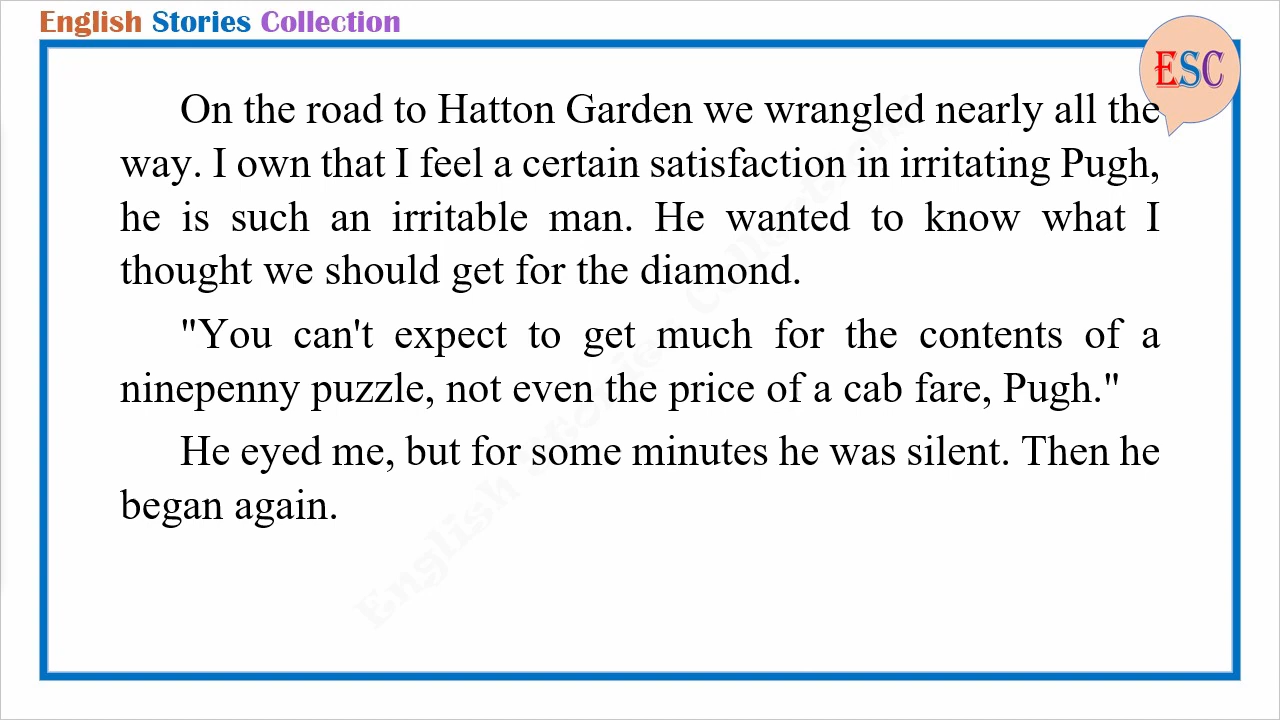 English Stories Collection
ESC
On the road to Hatton Garden we wrangled nearly all the
way. I own that I feel a certain satisfaction in irritating Pugh,
he is such an irritable man. He wanted to know what I
thought we should get for the diamond.
"You can't expect to get much for the contents of a
ninepenny puzzle, not even the price of a cab fare, Pugh."
He eyed me, but for some minutes he was silent. Then he
began again.
English Stories Collection